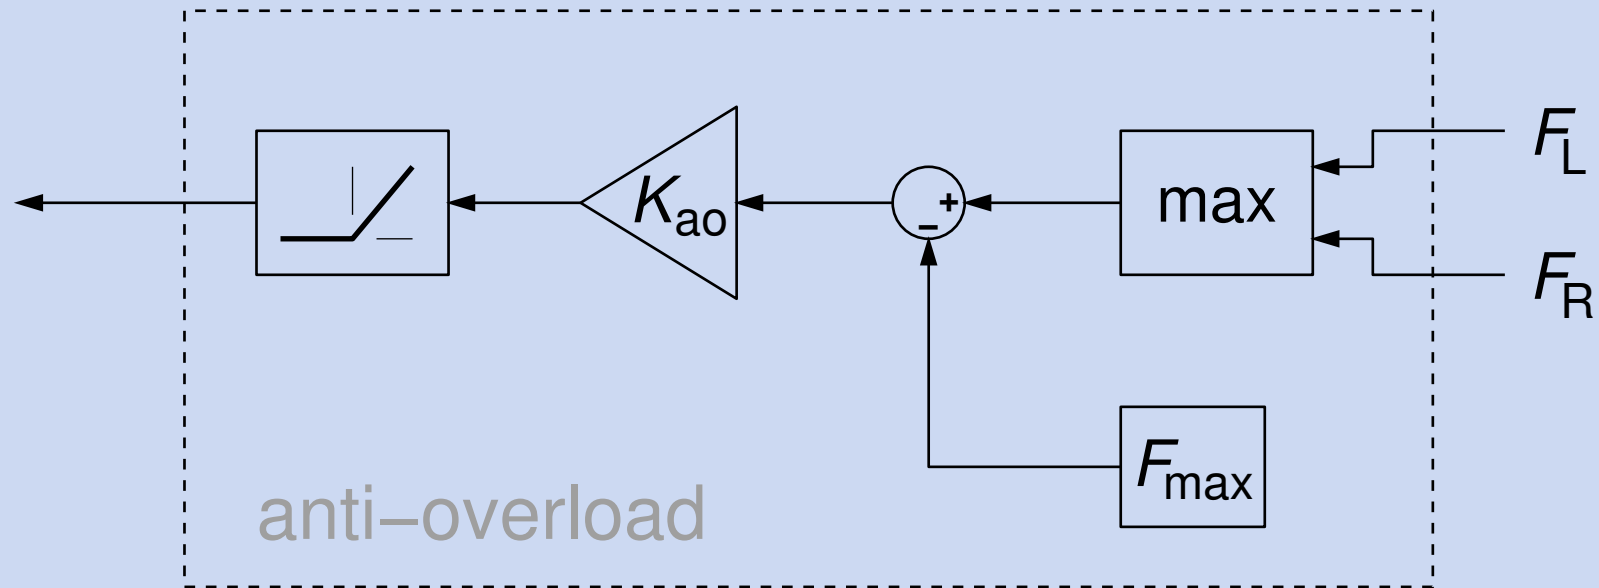 F_L
K_ao
+
max
−
F_R
F_max
anti−overload